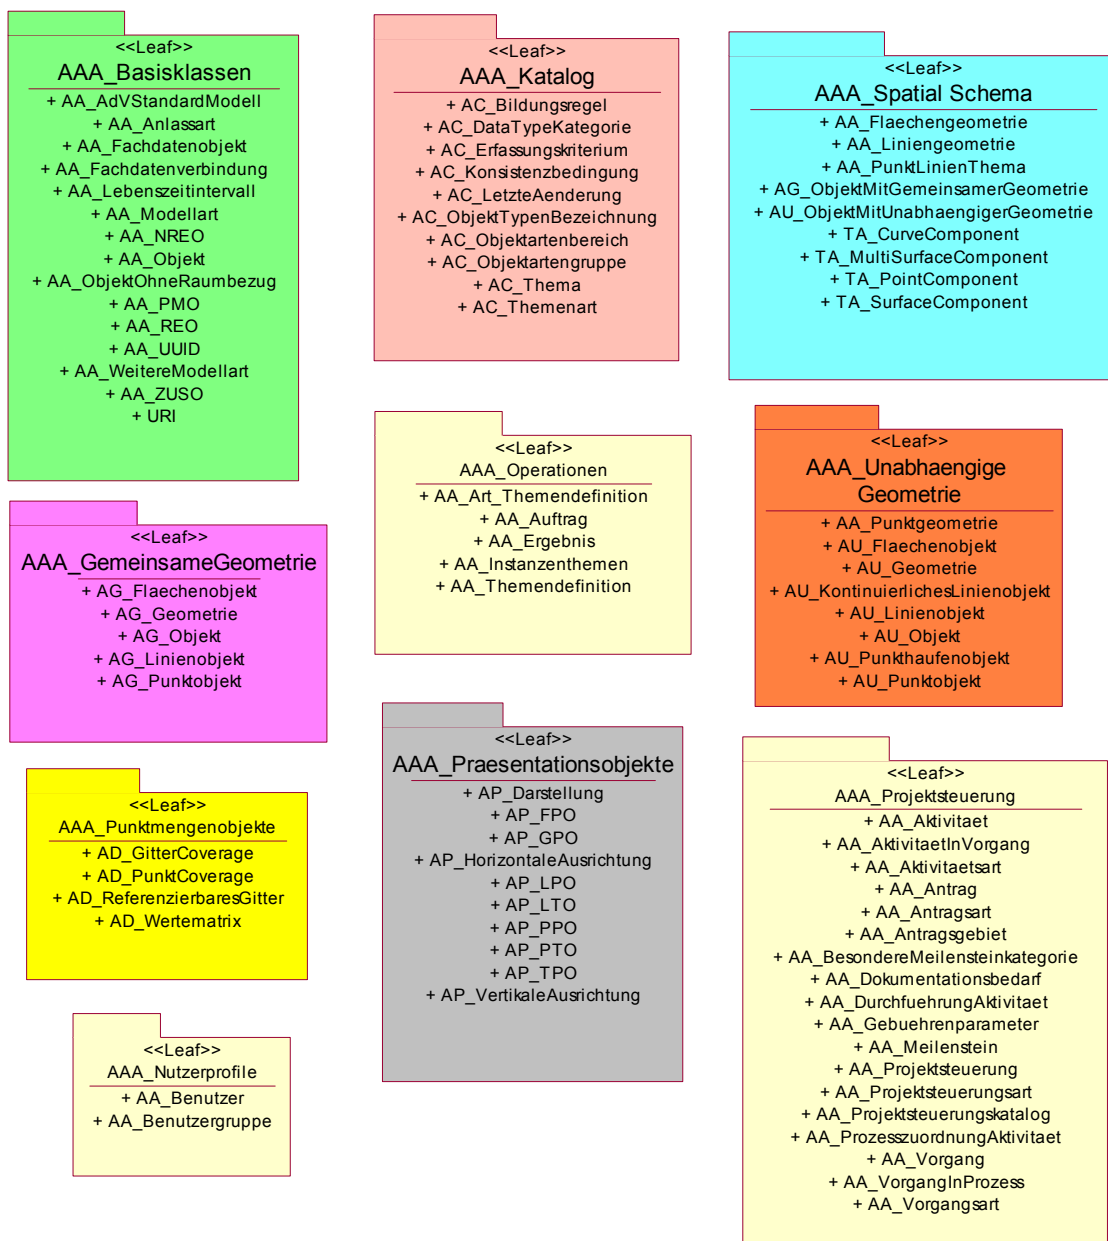 <<Leaf>>
AAA_Basisklassen
+ AA_AdVStandardModell
+ AA_Anlassart
+ AA_Fachdatenobjekt
+ AA_Fachdatenverbindung
+ AA_Lebenszeitintervall
+ AA_Modellart
+ AA_NREO
+ AA_Objekt
+ AA_ObjektOhneRaumbezug
+ AA_PMO
+ AA_REO
+ AA_UUID
+ AA_WeitereModellart
+ AA_ZUSO
+ URI
<<Leaf>>
AAA_Katalog
+ AC_Bildungsregel
+ AC_DataTypeKategorie
+ AC_Erfassungskriterium
+ AC_Konsistenzbedingung
+ AC_LetzteAenderung
+ AC_ObjektTypenBezeichnung
+ AC_Objektartenbereich
+ AC_Objektartengruppe
+ AC_Thema
+ AC_Themenart
<<Leaf>>
AAA_Spatial Schema
+ AA_Flaechengeometrie
+ AA_Liniengeometrie
+ AA_PunktLinienThema
+ AG_ObjektMitGemeinsamerGeometrie
+ AU_ObjektMitUnabhaengigerGeometrie
+ TA_CurveComponent
+ TA_MultiSurfaceComponent
+ TA_PointComponent
+ TA_SurfaceComponent
<<Leaf>>
AAA_GemeinsameGeometrie
+ AG_Flaechenobjekt
+ AG_Geometrie
+ AG_Objekt
+ AG_Linienobjekt
+ AG_Punktobjekt
<<Leaf>>
AAA_Operationen
+ AA_Art_Themendefinition
+ AA_Auftrag
+ AA_Ergebnis
+ AA_Instanzenthemen
+ AA_Themendefinition
<<Leaf>>
AAA_Unabhaengige
Geometrie
+ AA_Punktgeometrie
+ AU_Flaechenobjekt
+ AU_Geometrie
+ AU_KontinuierlichesLinienobjekt
+ AU_Linienobjekt
+ AU_Objekt
+ AU_Punkthaufenobjekt
+ AU_Punktobjekt
<<Leaf>>
AAA_Punktmengenobjekte
+ AD_GitterCoverage
+ AD_PunktCoverage
+ AD_ReferenzierbaresGitter
+ AD_Wertematrix
<<Leaf>>
AAA_Praesentationsobjekte
+ AP_Darstellung
+ AP_FPO
+ AP_GPO
+ AP_HorizontaleAusrichtung
+ AP_LPO
+ AP_LTO
+ AP_PPO
+ AP_PTO
+ AP_TPO
+ AP_VertikaleAusrichtung
<<Leaf>>
AAA_Projektsteuerung
+ AA_Aktivitaet
+ AA_AktivitaetInVorgang
+ AA_Aktivitaetsart
+ AA_Antrag
+ AA_Antragsart
+ AA_Antragsgebiet
+ AA_BesondereMeilensteinkategorie
+ AA_Dokumentationsbedarf
+ AA_DurchfuehrungAktivitaet
+ AA_Gebuehrenparameter
+ AA_Meilenstein
+ AA_Projektsteuerung
+ AA_Projektsteuerungsart
+ AA_Projektsteuerungskatalog
+ AA_ProzesszuordnungAktivitaet
+ AA_Vorgang
+ AA_VorgangInProzess
+ AA_Vorgangsart
<<Leaf>>
AAA_Nutzerprofile
+ AA_Benutzer
+ AA_Benutzergruppe